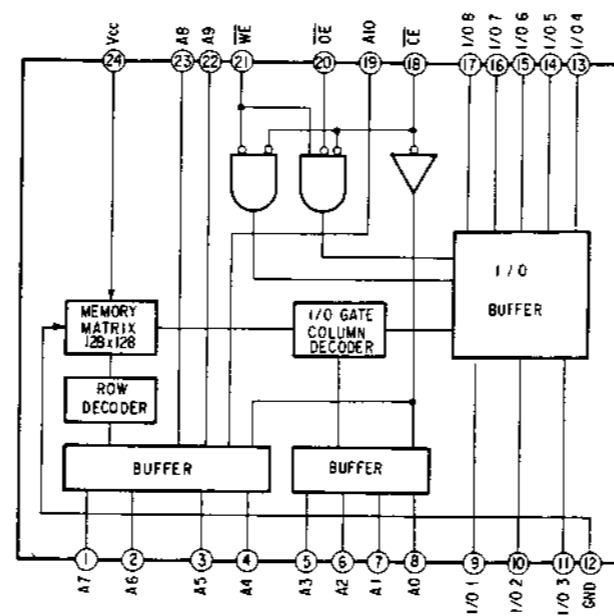 Vcc A8 A9 WE OE A10 CE I/O 8 I/O 7 I/O 6 I/O 5 I/O 4
24 23 22 21 20 19 18 17 16 15 14 13
I/O
BUFFER
MEMORY
MATRIX
128x128
I/O GATE
COLUMN
DECODER
ROW
DECODER
BUFFER
BUFFER
1 2 3 4 5 6 7 8 9 10 11 12
A7 A6 A5 A4 A3 A2 A1 A0 I/O 1 I/O 2 I/O 3 GND